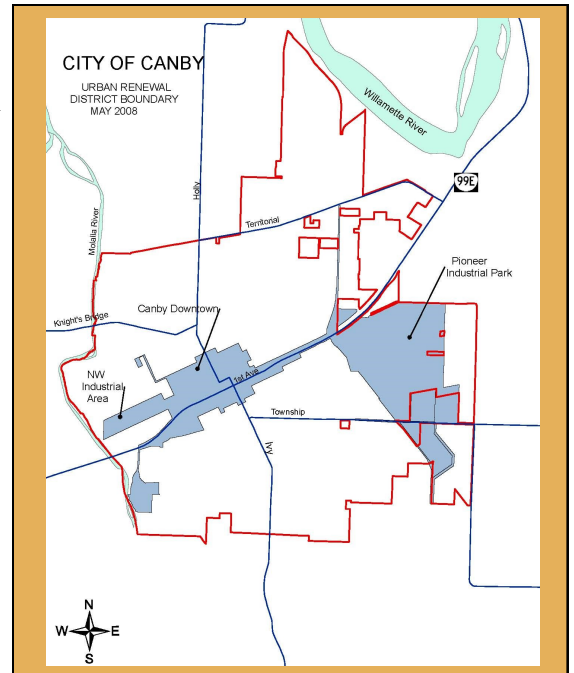 CITY OF CANBY
URBAN RENEWAL
DISTRICT BOUNDARY
MAY 2008
Willamette River
99E
Holly
Molalla River
Territorial
Pioneer
Industrial Park
Canby Downtown
Knight's Bridge
1st Ave
NW
Industrial
Area
Township
Ivy
N
W
E
S